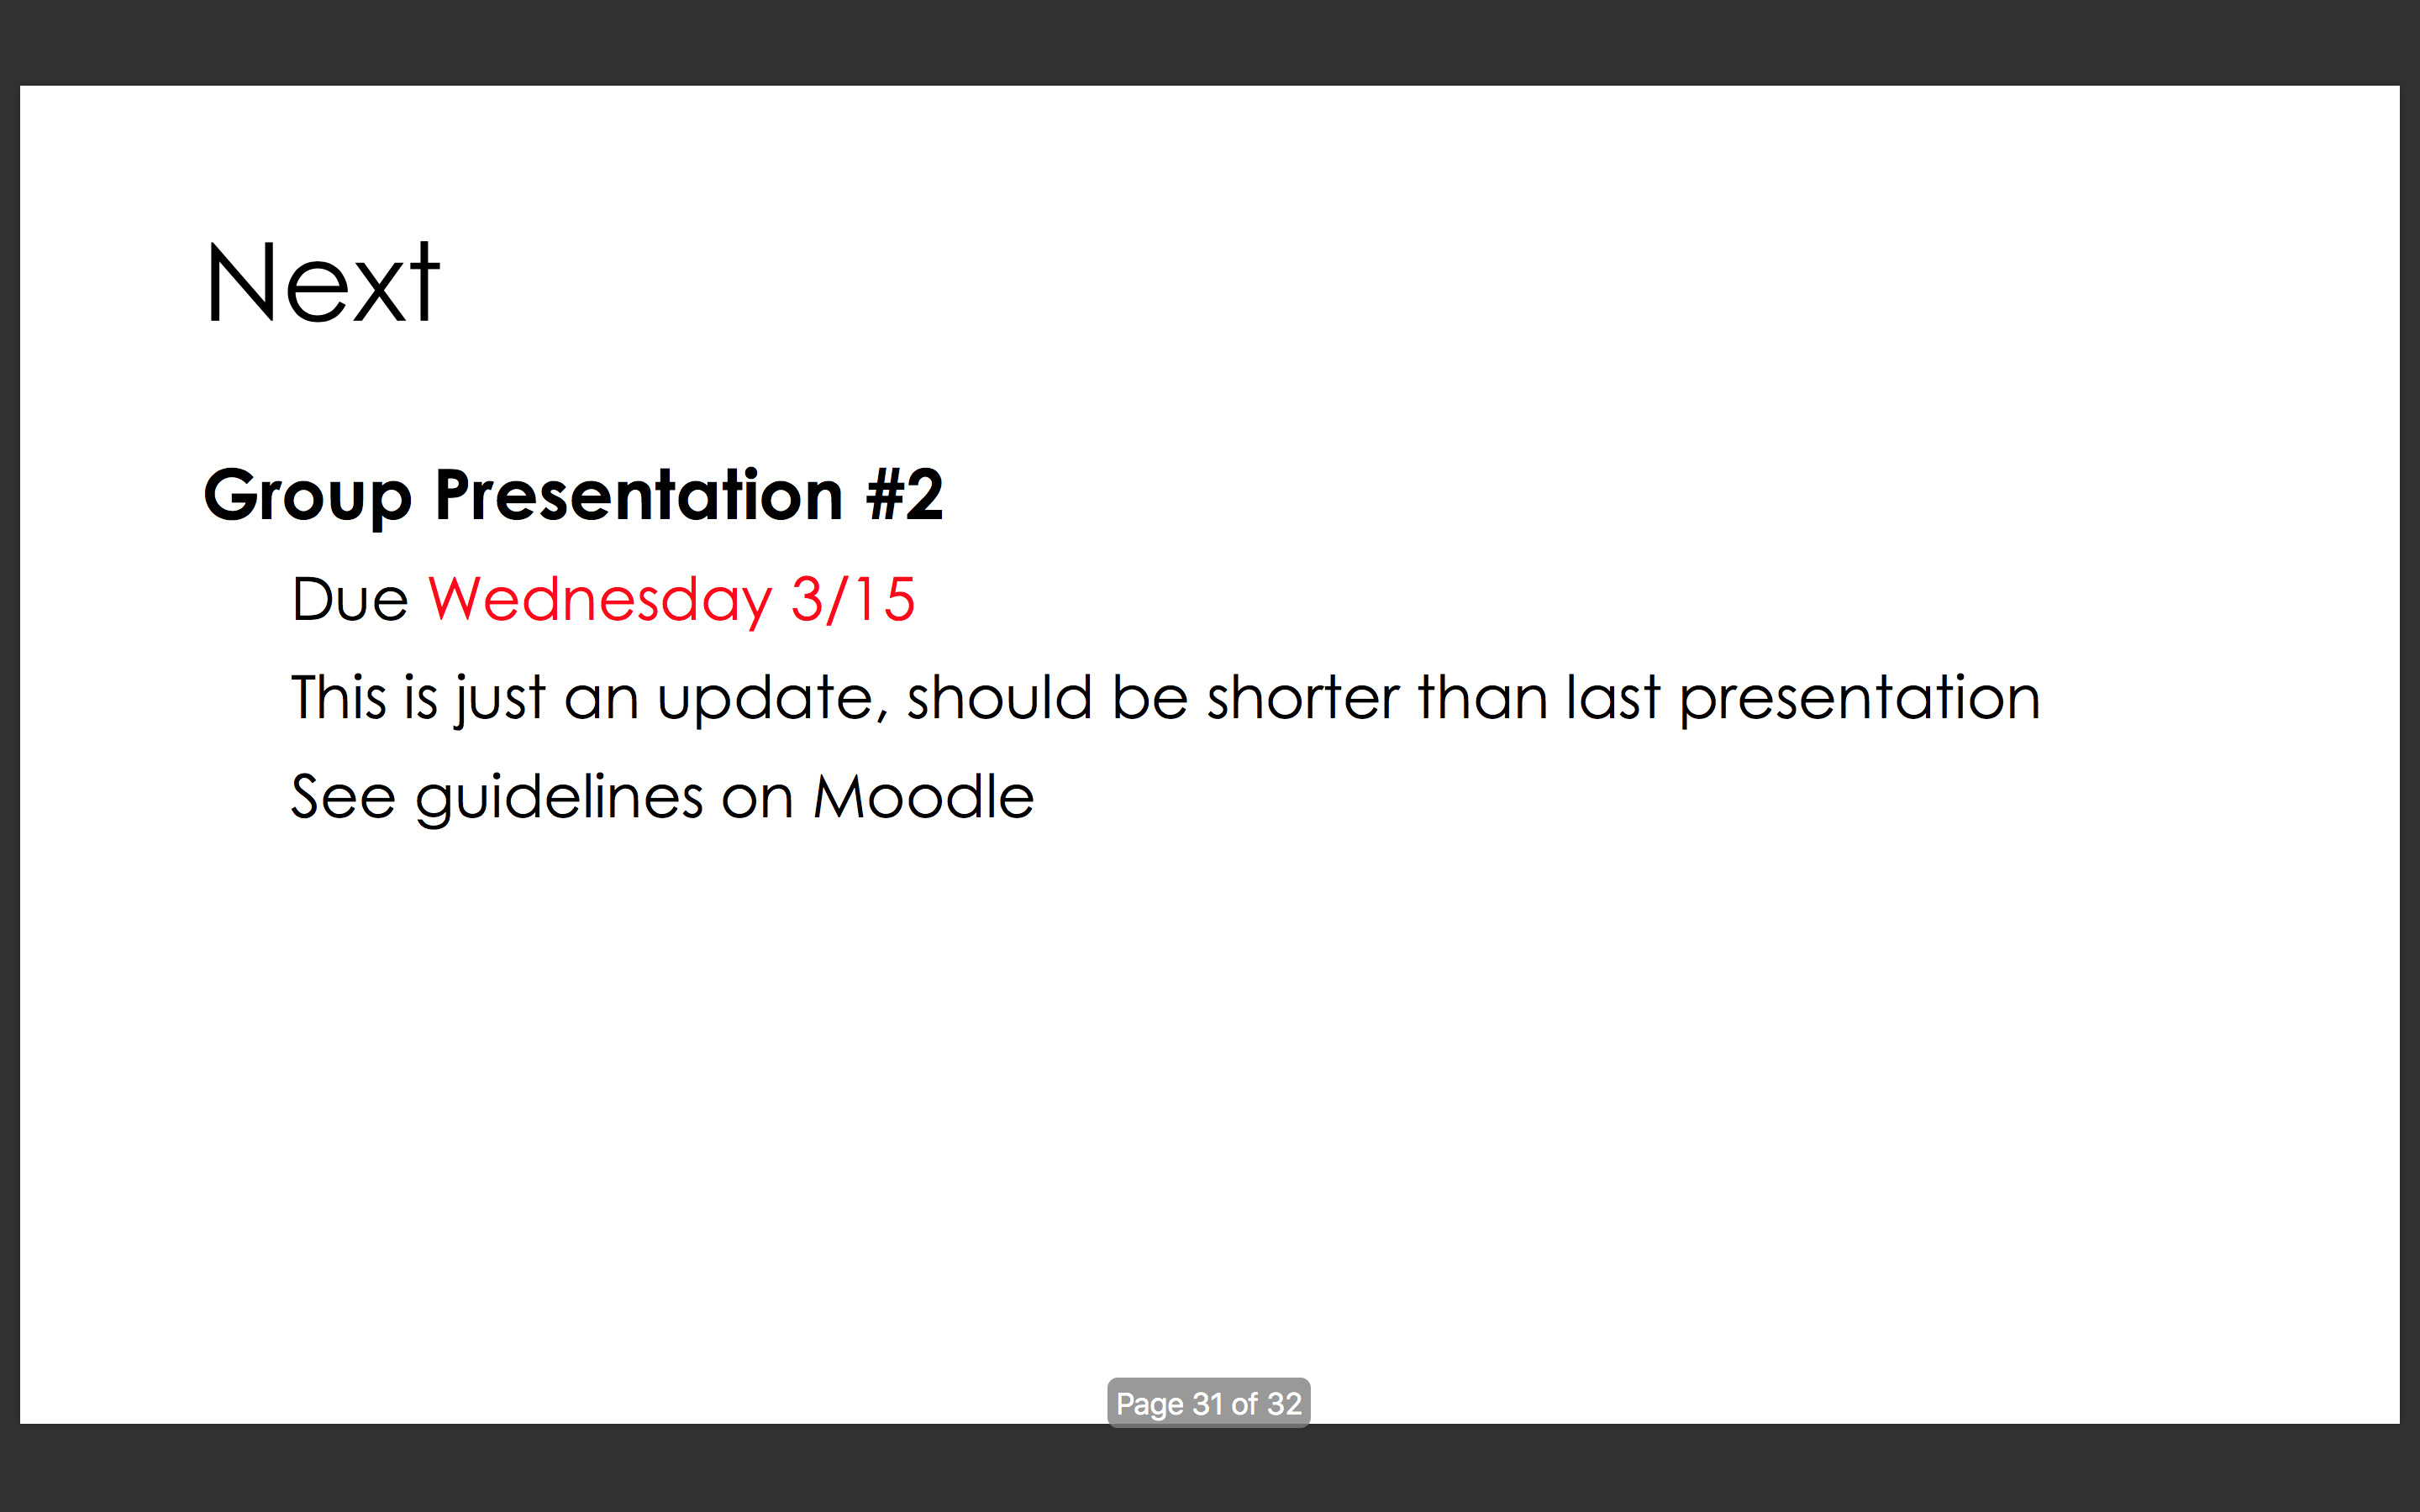 Next
Group Presentation #2
Due Wednesday 3/15
This is just an update, should be shorter than last presentation
See guidelines on Moodle
Page 31 of 32